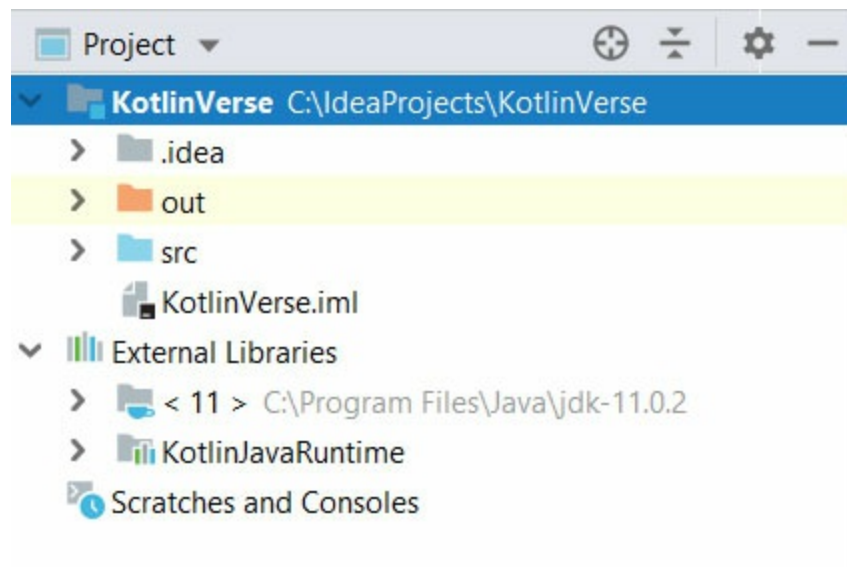 Project
KotlinVerse C:\IdeaProjects\KotlinVerse
.idea
out
src
KotlinVerse.iml
External Libraries
< 11 > C:\Program Files\Java\jdk-11.0.2
KotlinJavaRuntime
Scratches and Consoles